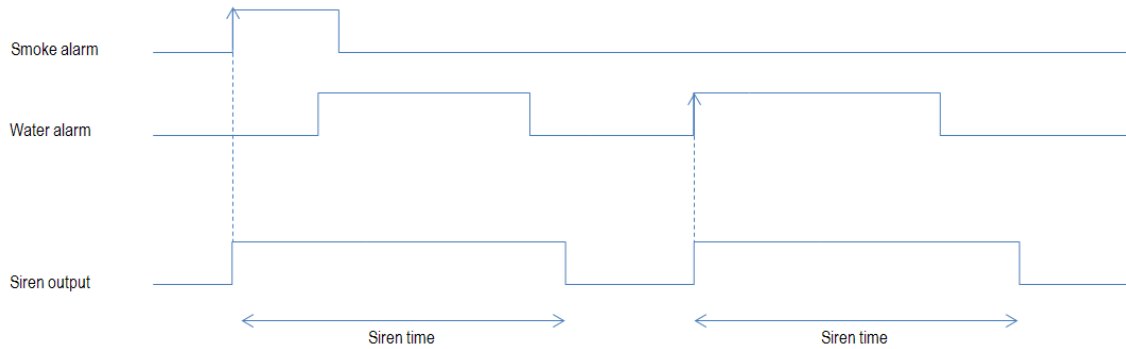 Smoke alarm
Water alarm
Siren output
Siren time
Siren time